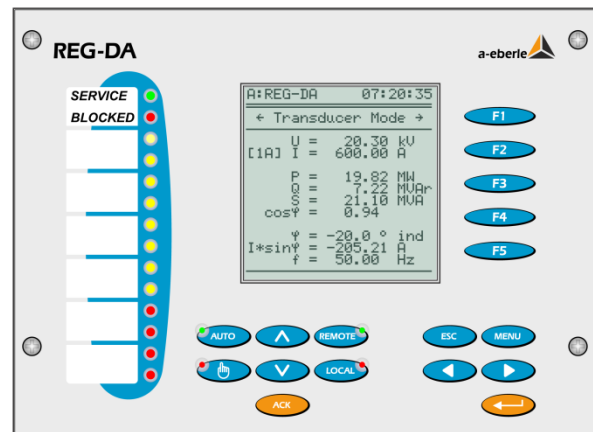 REG-DA
a-eberle
SERVICE
BLOCKED
A:REG-DA 07:20:35
← Transducer Mode →
U = 20.30 kV
[1A] I = 600.00 A
P = 19.82 MW
Q = 7.22 MVAr
S = 21.10 MVA
cosφ = 0.94
φ = -20.0 ° ind
I*sinφ = -205.21 A
f = 50.00 Hz
F1
F2
F3
F4
F5
AUTO
REMOTE
ESC
MENU
LOCAL
ACK